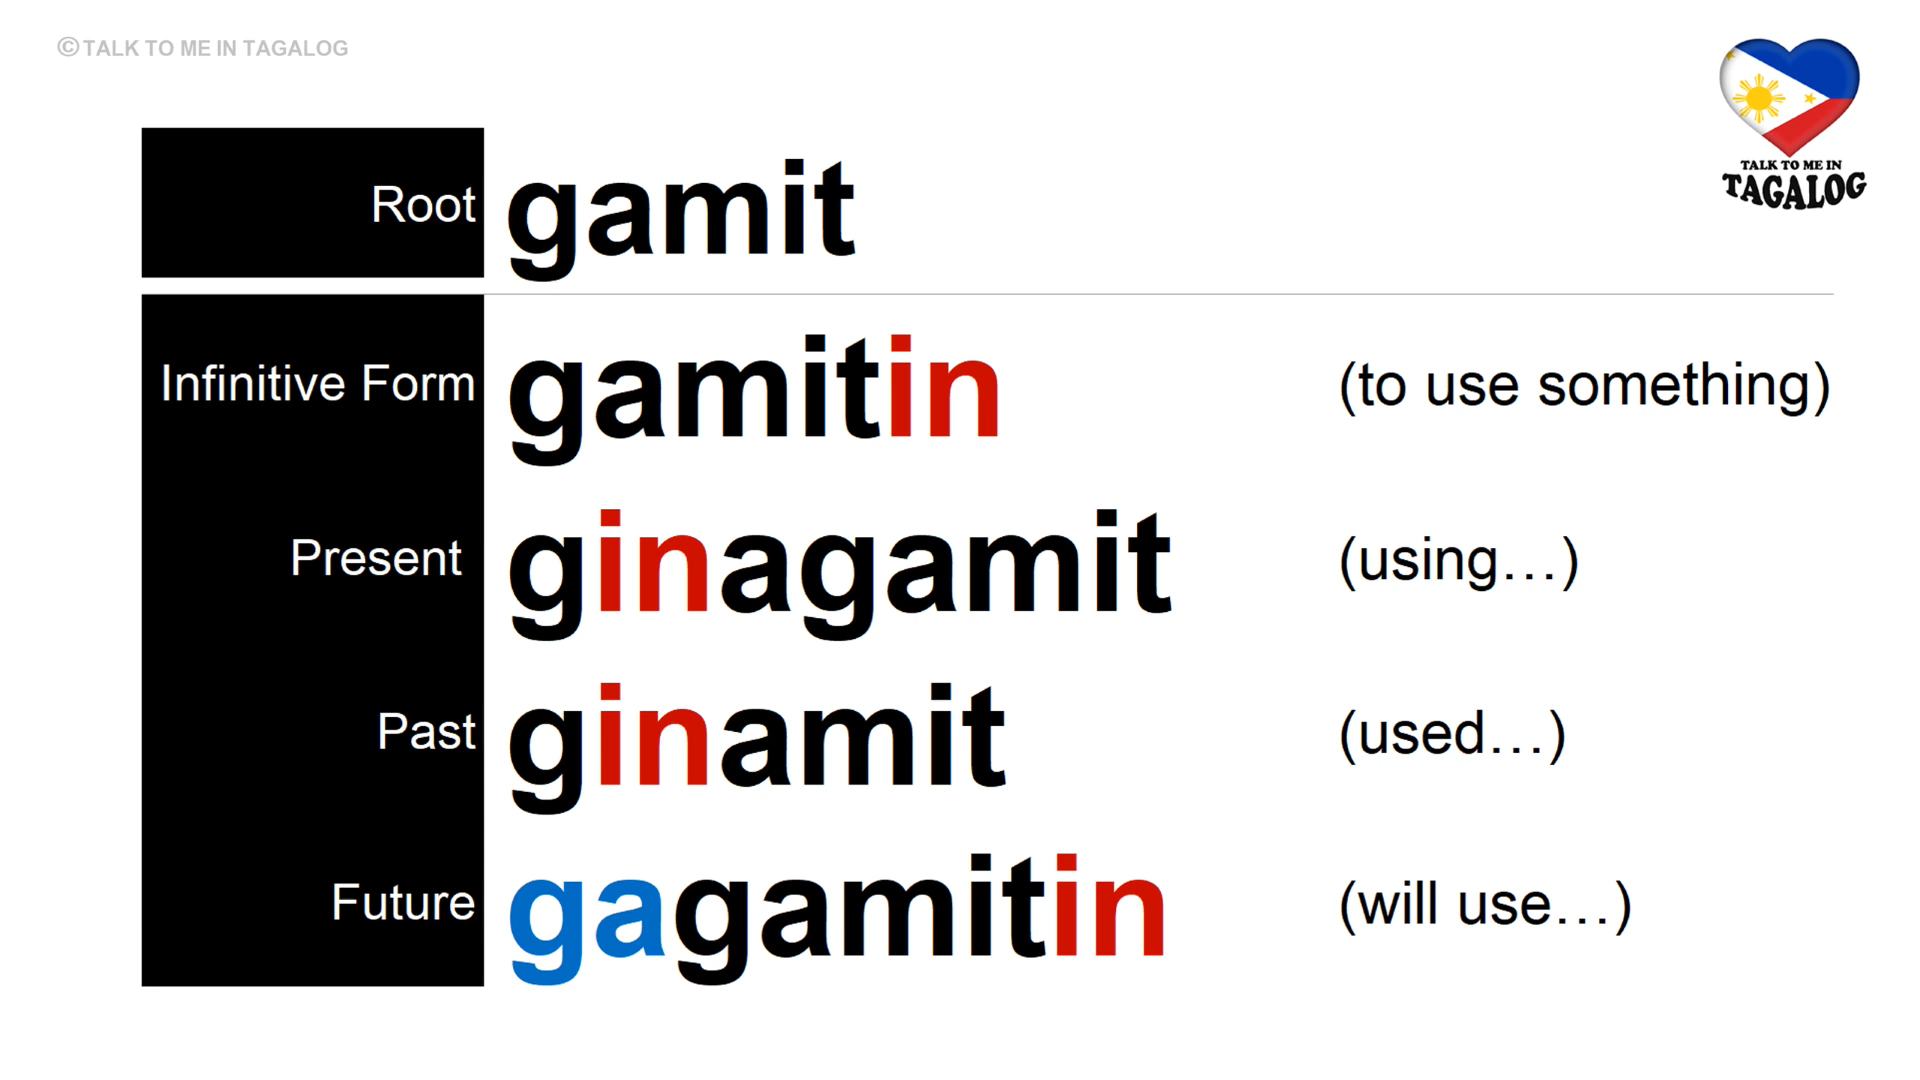 © TALK TO ME IN TAGALOG
TALK TO ME IN
TAGALOG
Root gamit
Infinitive Form gamitin (to use something)
Present ginagamit (using…)
Past ginamit (used…)
Future gagamitin (will use…)